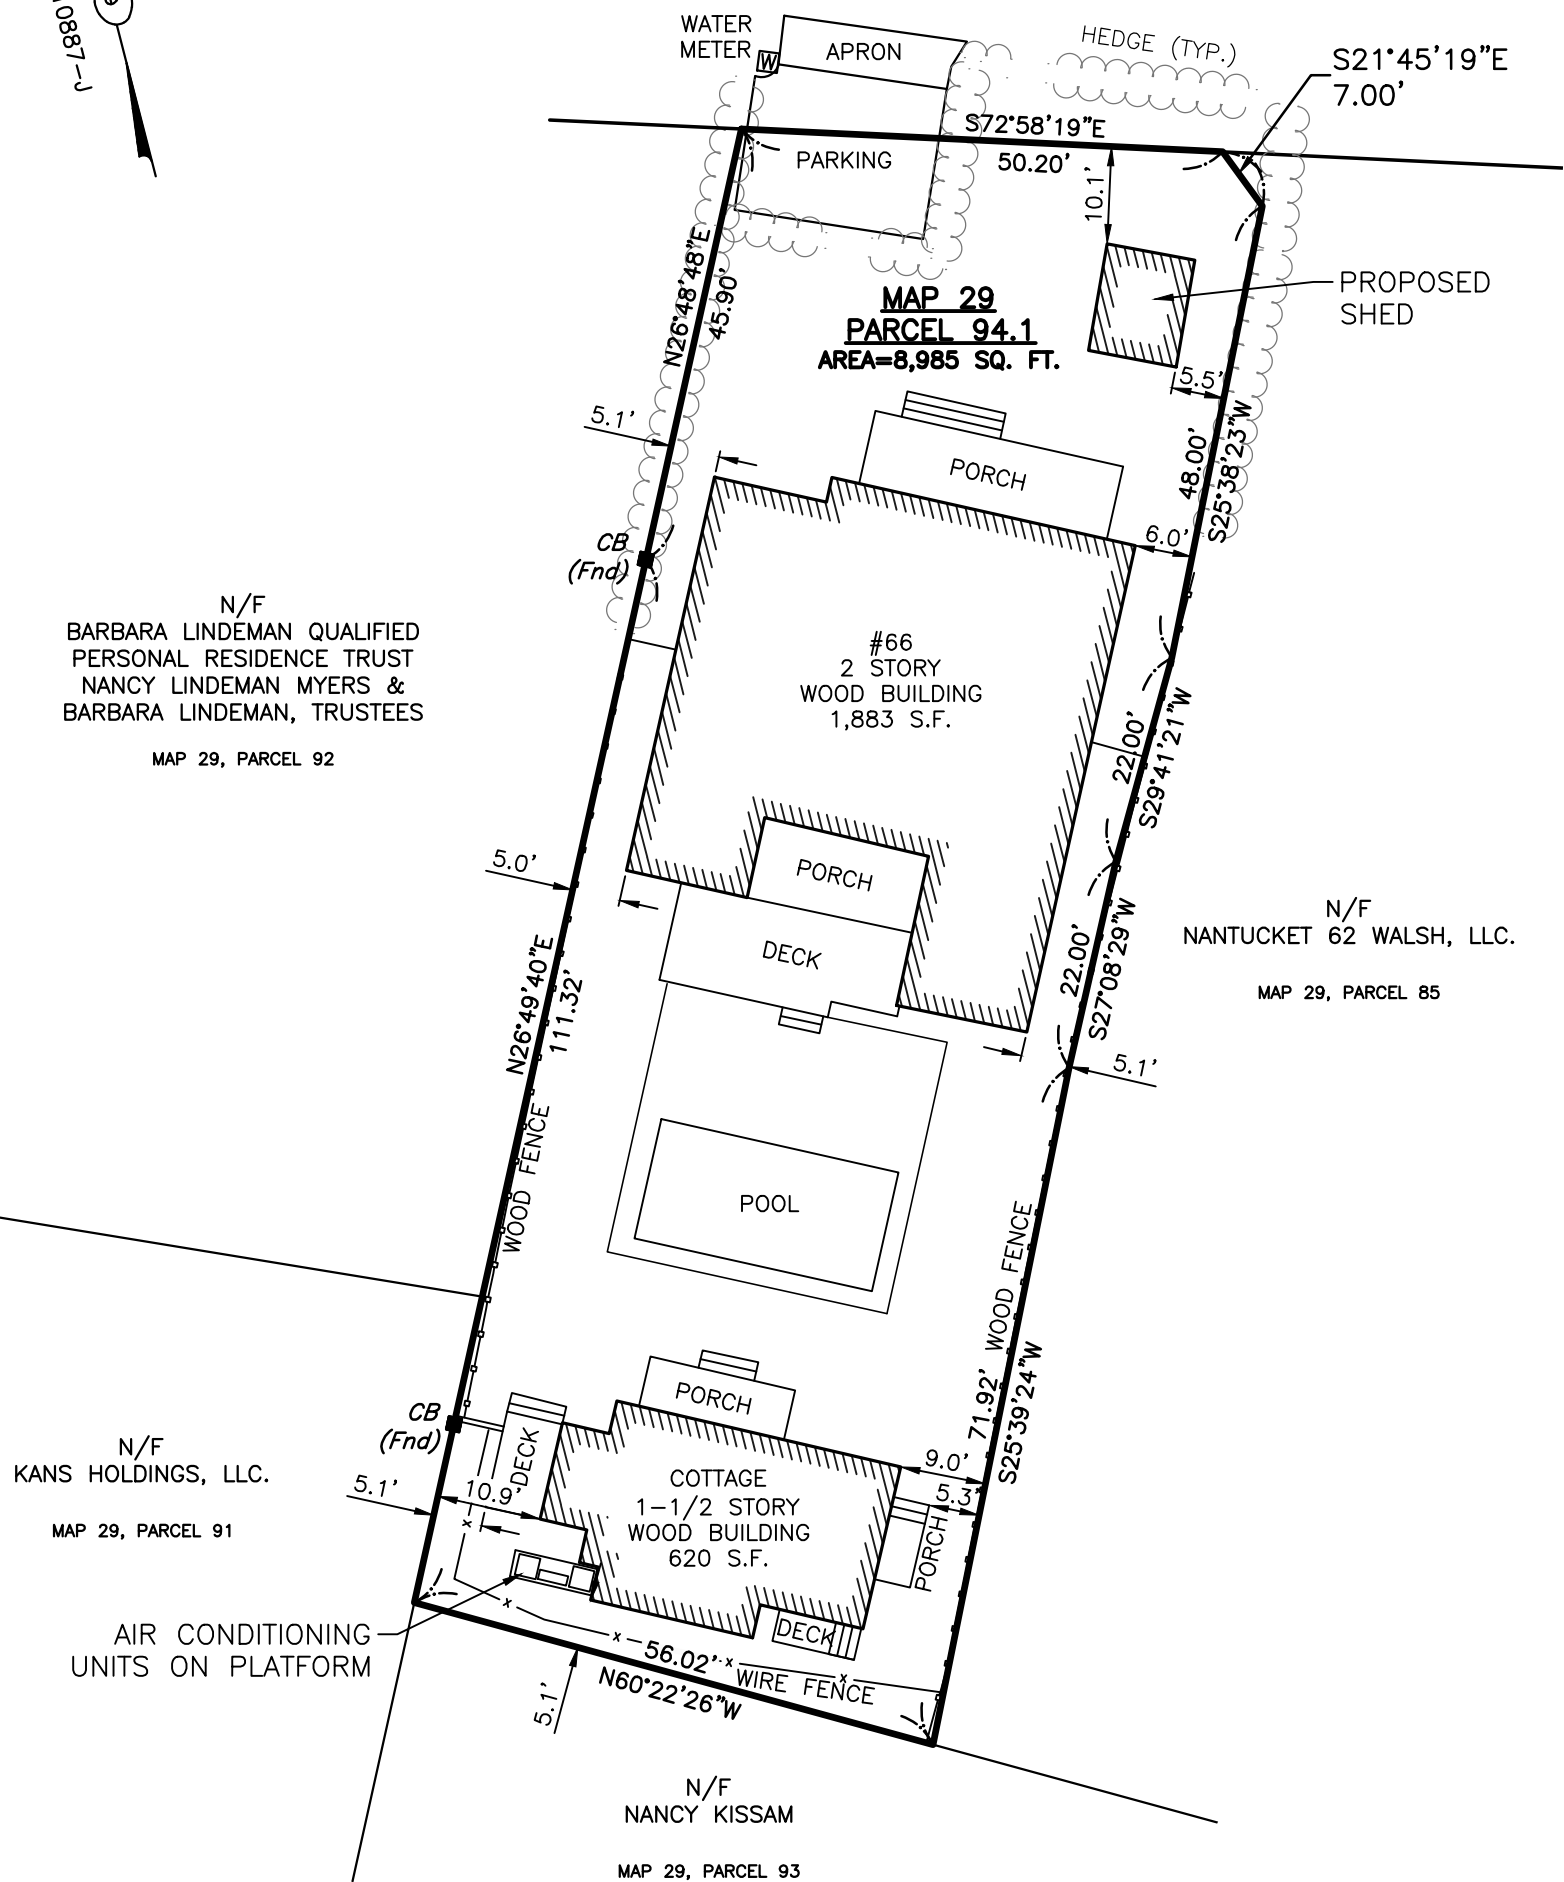 10887-J
WATER
METER
W
APRON
HEDGE (TYP.)
S21°45'19"E
7.00'
S72°58'19"E
50.20'
PARKING
10.1'
N26°48'48"E
45.90'
MAP 29
PARCEL 94.1
AREA=8,985 SQ. FT.
PROPOSED
SHED
5.5'
5.1'
PORCH
48.00'
S25°38'23"W
6.0'
CB
(Fnd)
N/F
BARBARA LINDEMAN QUALIFIED
PERSONAL RESIDENCE TRUST
NANCY LINDEMAN MYERS &
BARBARA LINDEMAN, TRUSTEES
MAP 29, PARCEL 92
#66
2 STORY
WOOD BUILDING
1,883 S.F.
22.00'
S29°41'21"W
5.0'
PORCH
DECK
N/F
NANTUCKET 62 WALSH, LLC.
MAP 29, PARCEL 85
22.00'
S27°08'29"W
N26°49'40"E
111.32'
5.1'
WOOD FENCE
POOL
WOOD FENCE
71.92'
S25°39'24"W
PORCH
CB
(Fnd)
N/F
KANS HOLDINGS, LLC.
MAP 29, PARCEL 91
5.1'
10.9'
DECK
COTTAGE
1-1/2 STORY
WOOD BUILDING
620 S.F.
9.0'
5.3'
PORCH
DECK
AIR CONDITIONING
UNITS ON PLATFORM
x
x
x
x
x
56.02'
N60°22'26"W
WIRE FENCE
5.1'
N/F
NANCY KISSAM
MAP 29, PARCEL 93